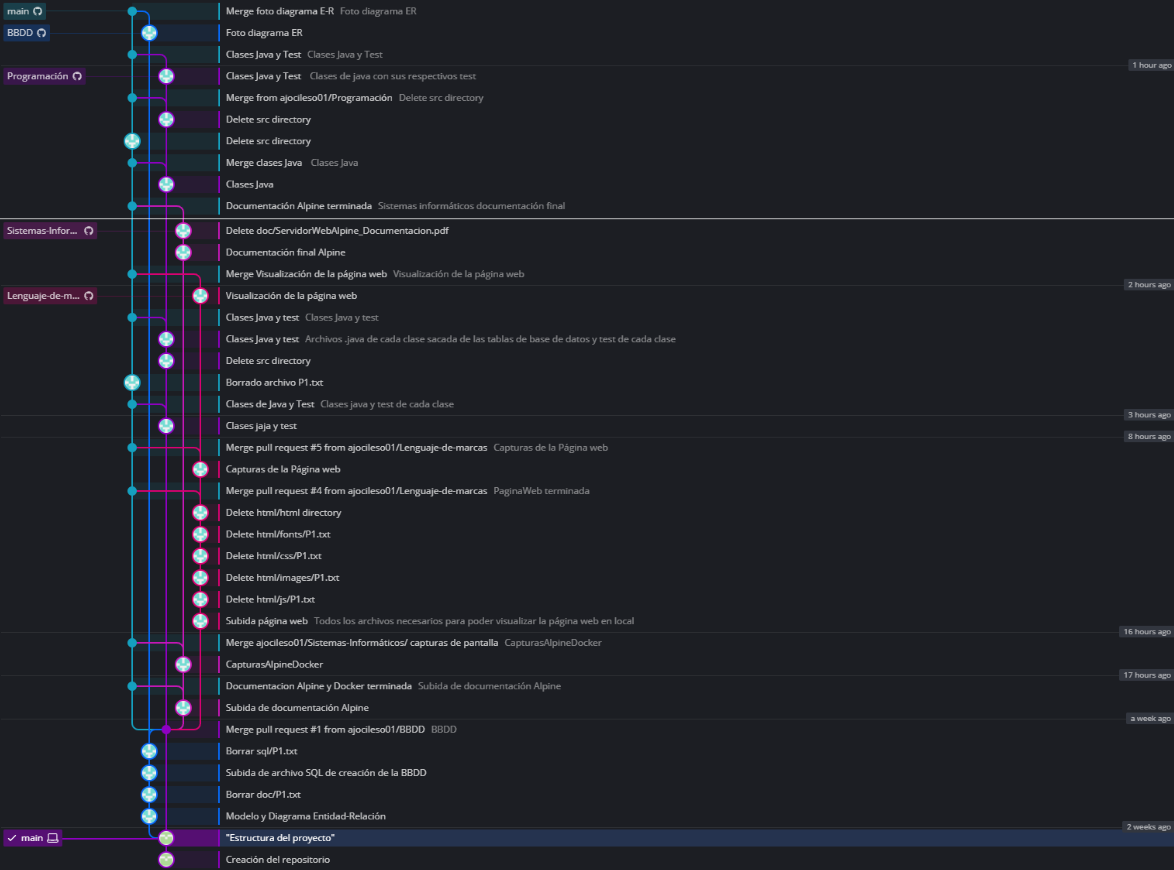 main Merge foto diagrama E-R Foto diagrama ER
BBDD Foto diagrama ER
Clases Java y Test Clases Java y Test
1 hour ago
Programación Clases Java y Test Clases de java con sus respectivos test
Merge from ajocileso01/Programación Delete src directory
Delete src directory
Delete src directory
Merge clases Java Clases Java
Clases Java
Documentación Alpine terminada Sistemas informáticos documentación final
Sistemas-Infor... Delete doc/ServidorWebAlpine_Documentacion.pdf
Documentación final Alpine
Merge Visualización de la página web Visualización de la página web
2 hours ago
Lenguaje-de-m... Visualización de la página web
Clases Java y test Clases Java y test
Clases Java y test Archivos .java de cada clase sacada de las tablas de base de datos y test de cada clase
Delete src directory
Borrado archivo P1.txt
Clases de Java y Test Clases java y test de cada clase
3 hours ago
Clases jaja y test
8 hours ago
Merge pull request #5 from ajocileso01/Lenguaje-de-marcas Capturas de la Página web
Capturas de la Página web
Merge pull request #4 from ajocileso01/Lenguaje-de-marcas PaginaWeb terminada
Delete html/html directory
Delete html/fonts/P1.txt
Delete html/css/P1.txt
Delete html/images/P1.txt
Delete html/js/P1.txt
Subida página web Todos los archivos necesarios para poder visualizar la página web en local
16 hours ago
Merge ajocileso01/Sistemas-Informáticos/ capturas de pantalla CapturasAlpineDocker
CapturasAlpineDocker
17 hours ago
Documentacion Alpine y Docker terminada Subida de documentación Alpine
Subida de documentación Alpine
a week ago
Merge pull request #1 from ajocileso01/BBDD BBDD
Borrar sql/P1.txt
Subida de archivo SQL de creación de la BBDD
Borrar doc/P1.txt
Modelo y Diagrama Entidad-Relación
2 weeks ago
main "Estructura del proyecto"
Creación del repositorio